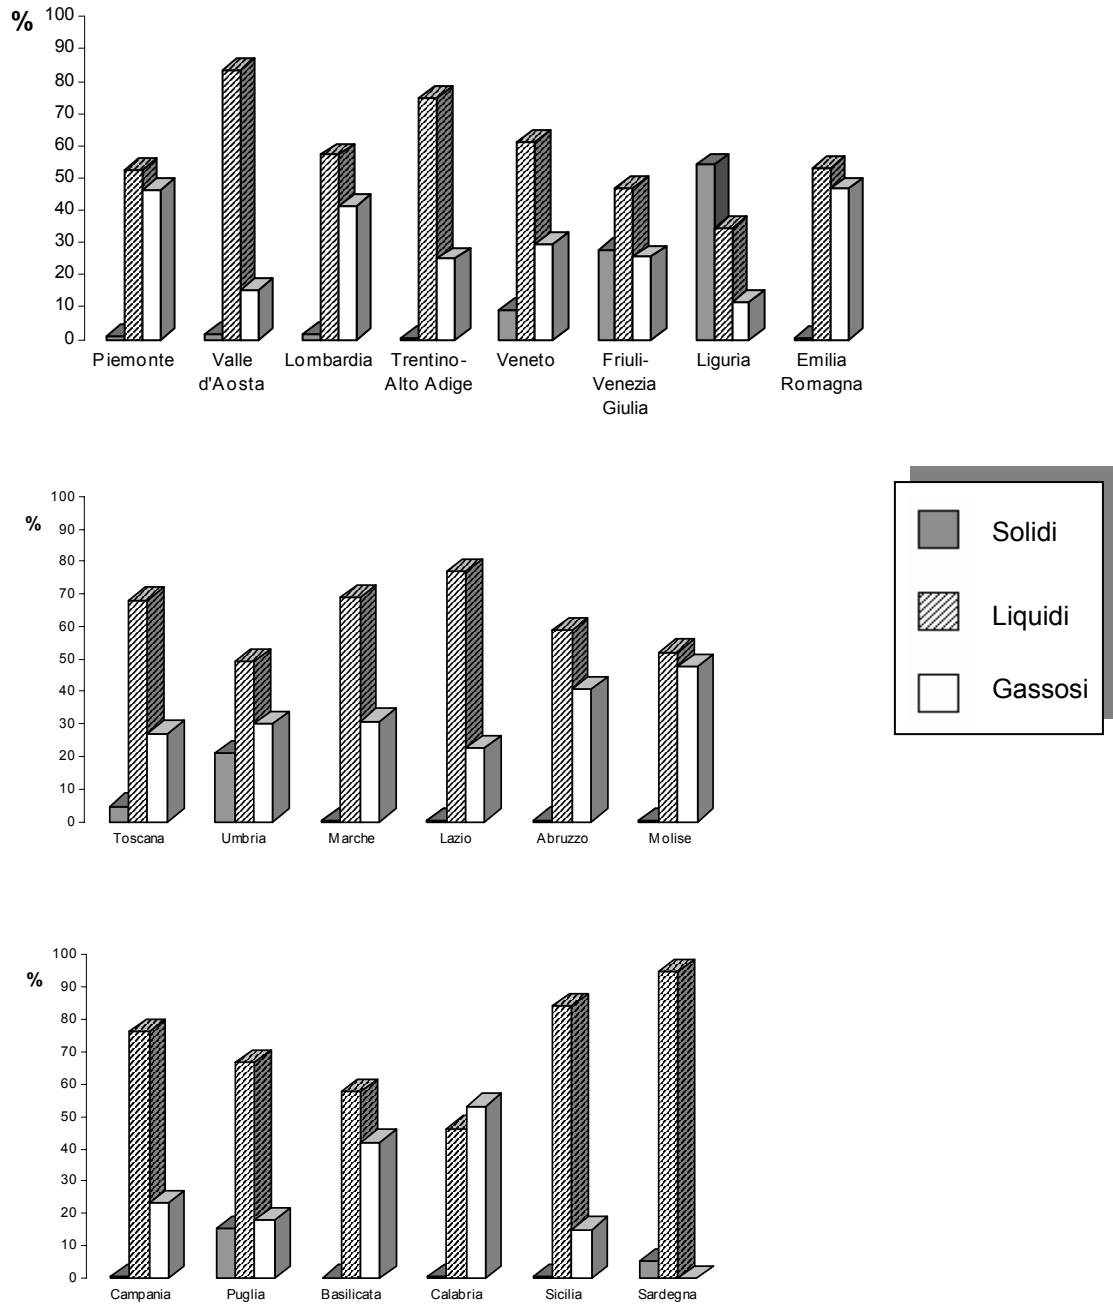 %
100
90
80
70
60
50
40
30
20
10
0
Piemonte
Valle
d'Aosta
Lombardia
Trentino-
Alto Adige
Veneto
Friuli-
Venezia
Giulia
Liguria
Emilia
Romagna
%
100
90
80
70
60
50
40
30
20
10
0
Toscana
Umbria
Marche
Lazio
Abruzzo
Molise
Solidi
Liquidi
Gassosi
%
100
90
80
70
60
50
40
30
20
10
0
Campania
Puglia
Basilicata
Calabria
Sicilia
Sardegna